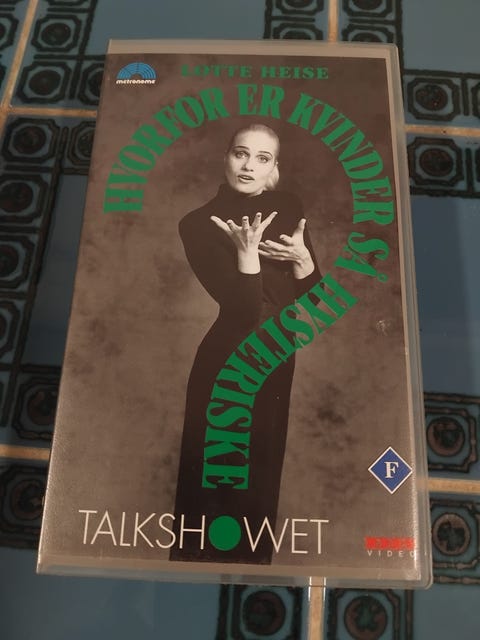 metronome
LOTTE HEISE
HVORFOR ER KVINDER SÅ HYSTERISKE
F
TALKSHOWET
VIDEO